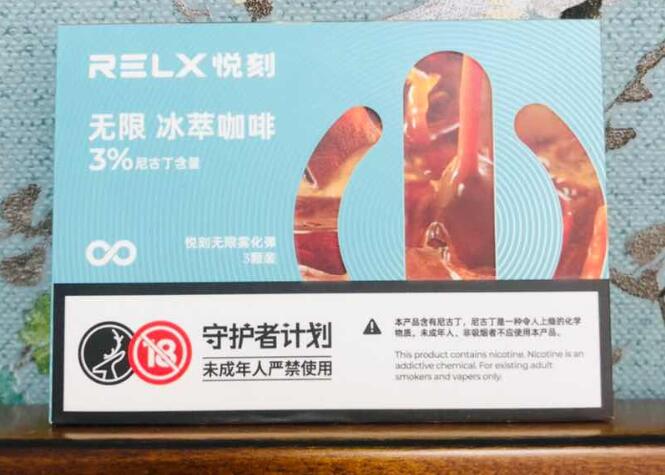 RELX 悦刻
无限 冰萃咖啡
3%尼古丁含量
悦刻无限雾化弹
3颗装
18
守护者计划
未成年人严禁使用
本产品含有尼古丁，尼古丁是一种令人上瘾的化学
物质。未成年人、非吸烟者不应使用本产品。
This product contains nicotine. Nicotine is an
addictive chemical. For existing adult
smokers and vapers only.